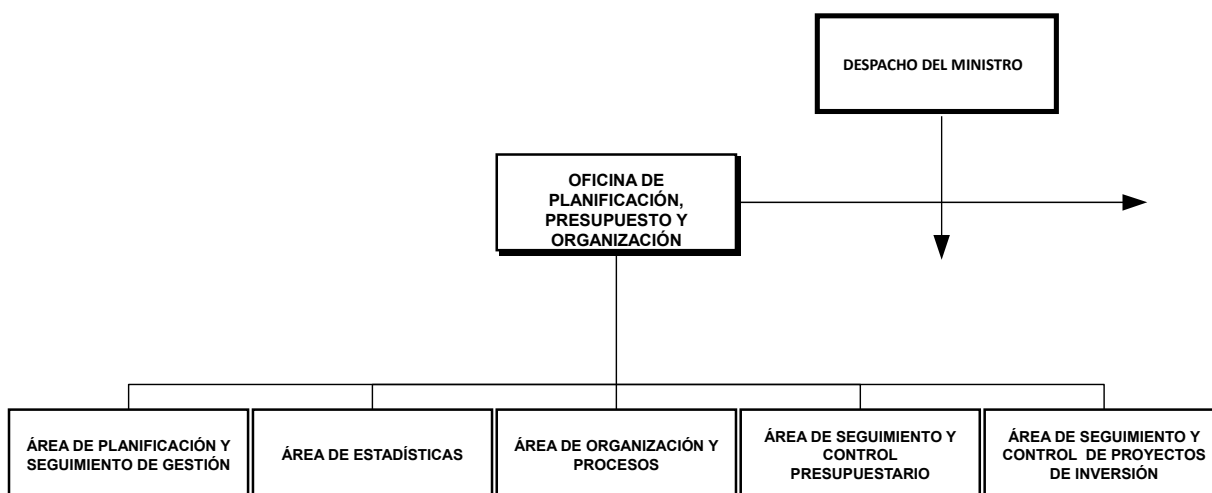 DESPACHO DEL MINISTRO
OFICINA DE
PLANIFICACIÓN,
PRESUPUESTO Y
ORGANIZACIÓN
ÁREA DE PLANIFICACIÓN Y
SEGUIMIENTO DE GESTIÓN
ÁREA DE ESTADÍSTICAS
ÁREA DE ORGANIZACIÓN Y
PROCESOS
ÁREA DE SEGUIMIENTO Y
CONTROL
PRESUPUESTARIO
ÁREA DE SEGUIMIENTO Y
CONTROL DE PROYECTOS
DE INVERSIÓN